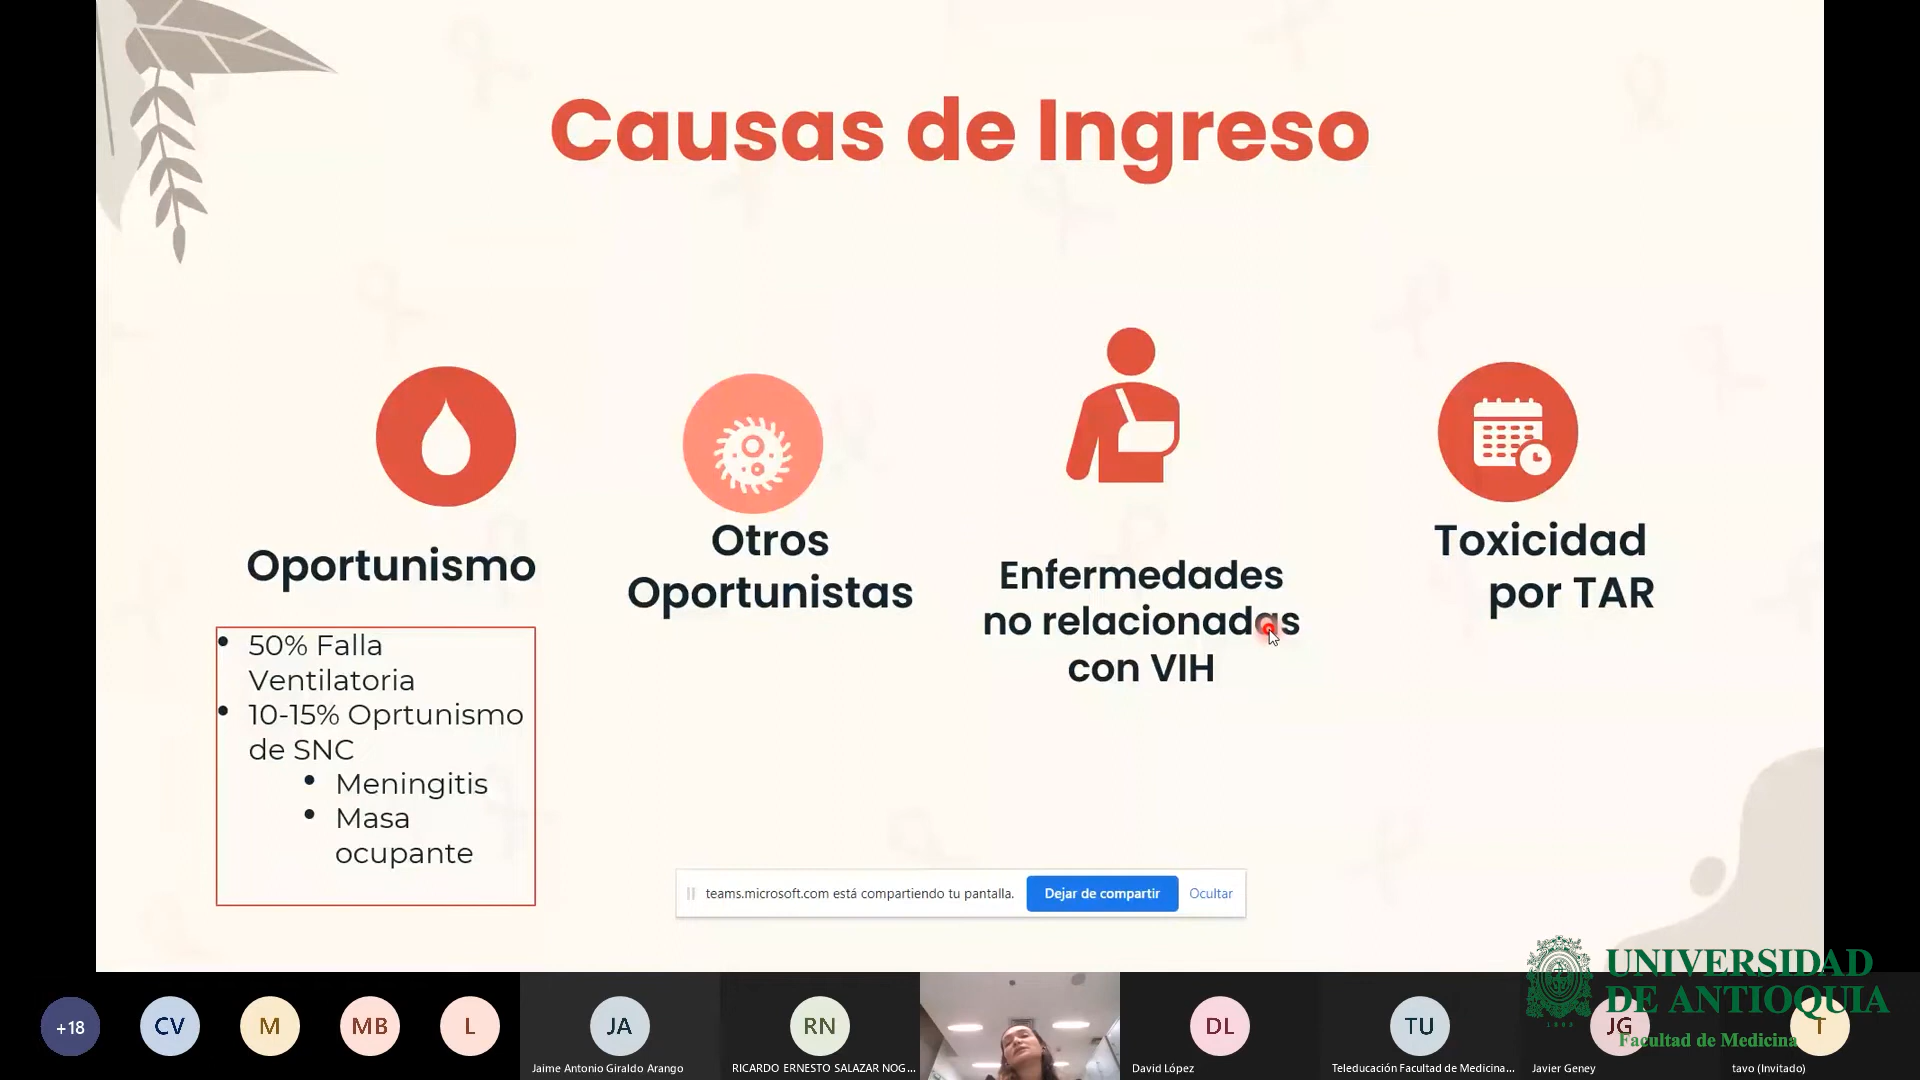 Causas de Ingreso
Oportunismo
50% Falla
Ventilatoria
10-15% Oprtunismo
de SNC
Meningitis
Masa
ocupante
Otros
Oportunistas
Enfermedades
no relacionadas
con VIH
Toxicidad
por TAR
teams.microsoft.com está compartiendo tu pantalla.
Dejar de compartir
Ocultar
+18
CV
M
MB
L
JA
Jaime Antonio Giraldo Arango
RN
RICARDO ERNESTO SALAZAR NOG...
DL
David López
TU
Teleducación Facultad de Medicina...
JG
Javier Geney
T
tavo (Invitado)
UNIVERSIDAD
DE ANTIOQUIA
1803
Facultad de Medicina